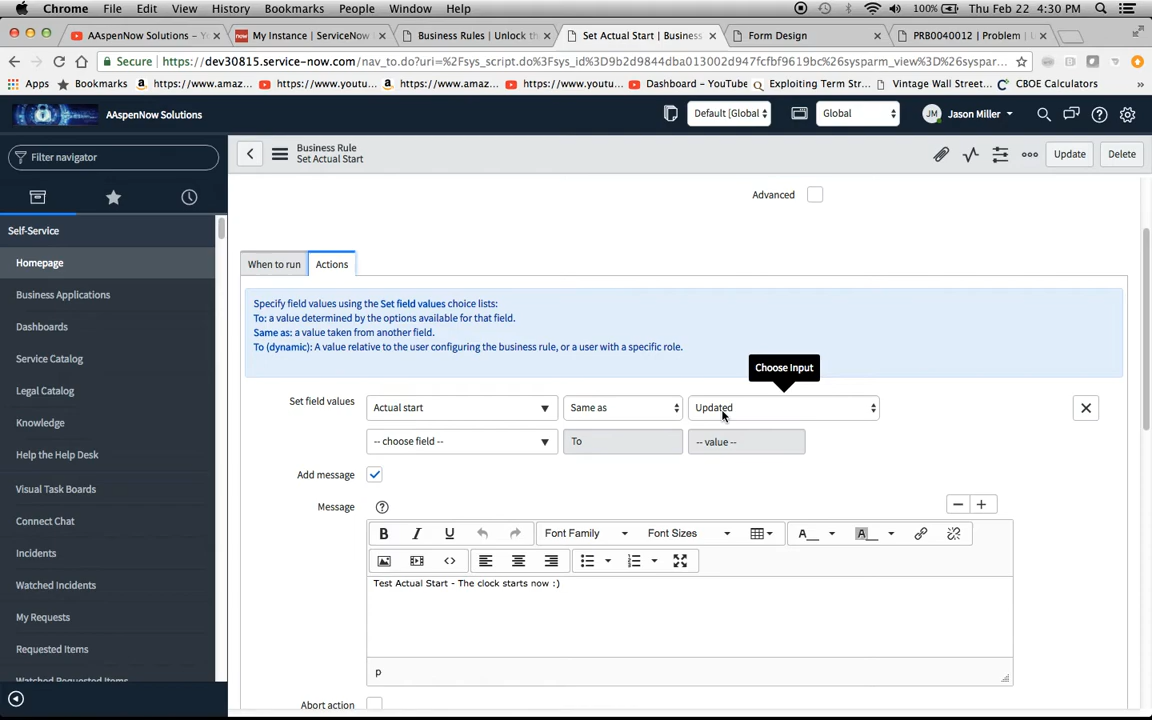 Chrome File Edit View History Bookmarks People Window Help 100% Thu Feb 22 4:30 PM
AAspenNow Solutions – Y × now My Instance | ServiceNow × Business Rules | Unlock th × Set Actual Start | Business × Form Design × PRB0040012 | Problem | U ×
Secure https://dev30815.service-now.com/nav_to.do?uri=%2Fsys_script.do%3Fsys_id%3D9b2d9844dba013002d947fcfbf9619bc%26sysparm_view%3D%26syspar...
Apps Bookmarks https://www.amaz... https://www.youtu... https://www.amaz... https://www.youtu... Dashboard – YouTube Exploiting Term Str... Vintage Wall Street.. CBOE Calculators »
AAspenNow Solutions Default [Global Global JM Jason Miller
Filter navigator
Business Rule
Set Actual Start
Update Delete
Advanced
Self-Service
Homepage
Business Applications
Dashboards
Service Catalog
Legal Catalog
Knowledge
Help the Help Desk
Visual Task Boards
Connect Chat
Incidents
Watched Incidents
My Requests
Requested Items
Watched Requested Items
When to run Actions
Specify field values using the Set field values choice lists:
To: a value determined by the options available for that field.
Same as: a value taken from another field.
To (dynamic): A value relative to the user configuring the business rule, or a user with a specific role.
Choose Input
Set field values Actual start Same as Updated
-- choose field -- To -- value --
Add message
Message
B I U Font Family Font Sizes A A
Test Actual Start - The clock starts now :)
p
Abort action